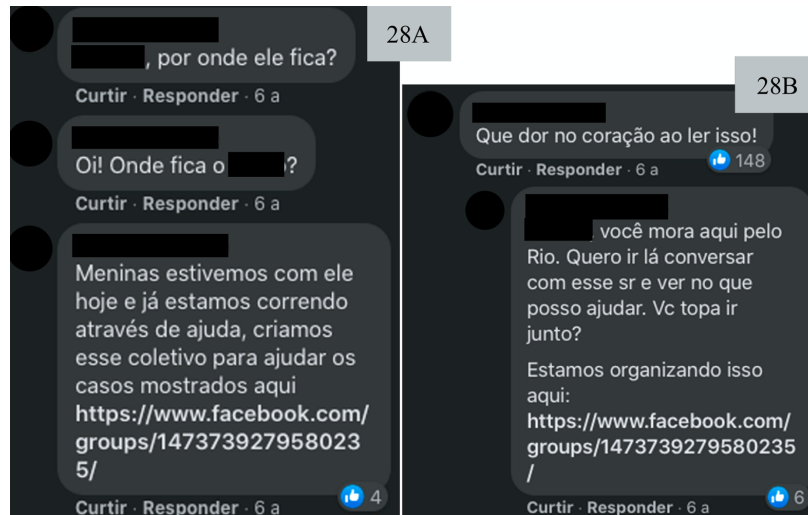 28A
, por onde ele fica?
Curtir · Responder · 6 a
Oi! Onde fica o ?
Curtir · Responder · 6 a
Meninas estivemos com ele
hoje e já estamos correndo
através de ajuda, criamos
esse coletivo para ajudar os
casos mostrados aqui
https://www.facebook.com/
groups/147373927958023
5/
Curtir · Responder · 6 a
4
28B
Que dor no coração ao ler isso!
148
Curtir · Responder · 6 a
, você mora aqui pelo
Rio. Quero ir lá conversar
com esse sr e ver no que
posso ajudar. Vc topa ir
junto?
Estamos organizando isso
aqui:
https://www.facebook.com/
groups/1473739279580235
/
Curtir · Responder · 6 a
6